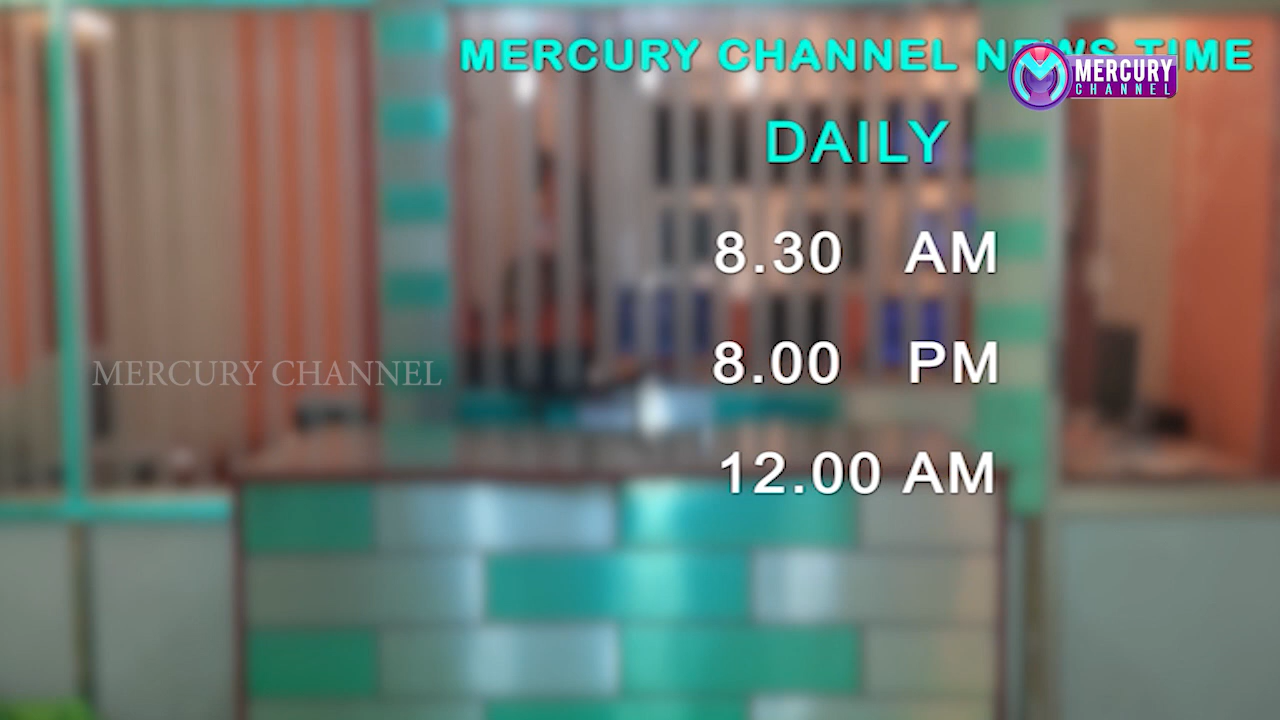 MERCURY CHANNEL NEWS TIME
MERCURY
CHANNEL
DAILY
8.30 AM
8.00 PM
MERCURY CHANNEL
12.00 AM